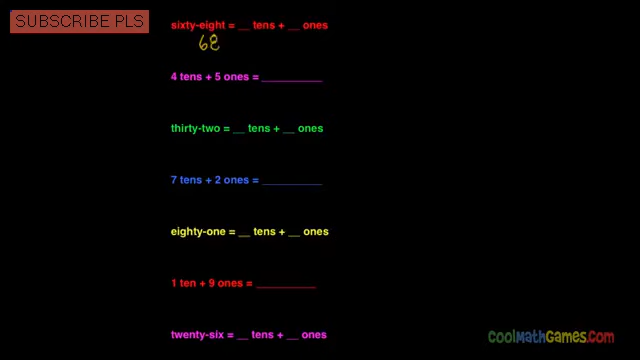 SUBSCRIBE PLS
sixty-eight = __ tens + __ ones
68
4 tens + 5 ones = __________
thirty-two = __ tens + __ ones
7 tens + 2 ones = __________
eighty-one = __ tens + __ ones
1 ten + 9 ones = __________
twenty-six = __ tens + __ ones
CoolMathGames.Com